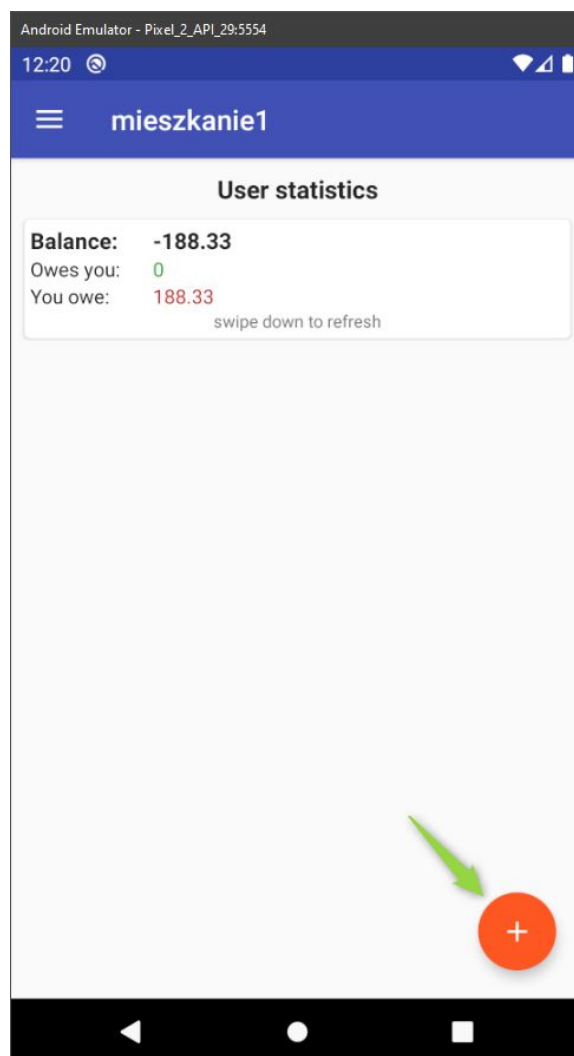 Android Emulator - Pixel_2_API_29:5554
12:20
mieszkanie1
User statistics
Balance: -188.33
Owes you: 0
You owe: 188.33
swipe down to refresh
+